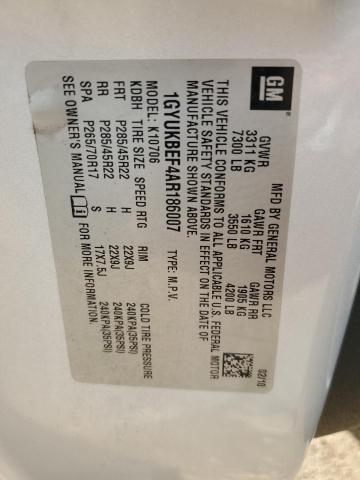 GM
®
MFD BY GENERAL MOTORS LLC
02/10
GVWR GAWR FRT GAWR RR
3311 KG 1610 KG 1905 KG
7300 LB 3550 LB 4200 LB
THIS VEHICLE CONFORMS TO ALL APPLICABLE U.S. FEDERAL MOTOR
VEHICLE SAFETY STANDARDS IN EFFECT ON THE DATE OF
MANUFACTURE SHOWN ABOVE.
1GYUKBEF4AR186007 TYPE: M.P.V.
MODEL: K10706
KDBH TIRE SIZE SPEED RTG RIM COLD TIRE PRESSURE
FRT P285/45R22 H 22X9J 240KPA(35PSI)
RR P285/45R22 H 22X9J 240KPA(35PSI)
SPA P265/70R17 S 17X7.5J 240KPA(35PSI)
SEE OWNER'S MANUAL